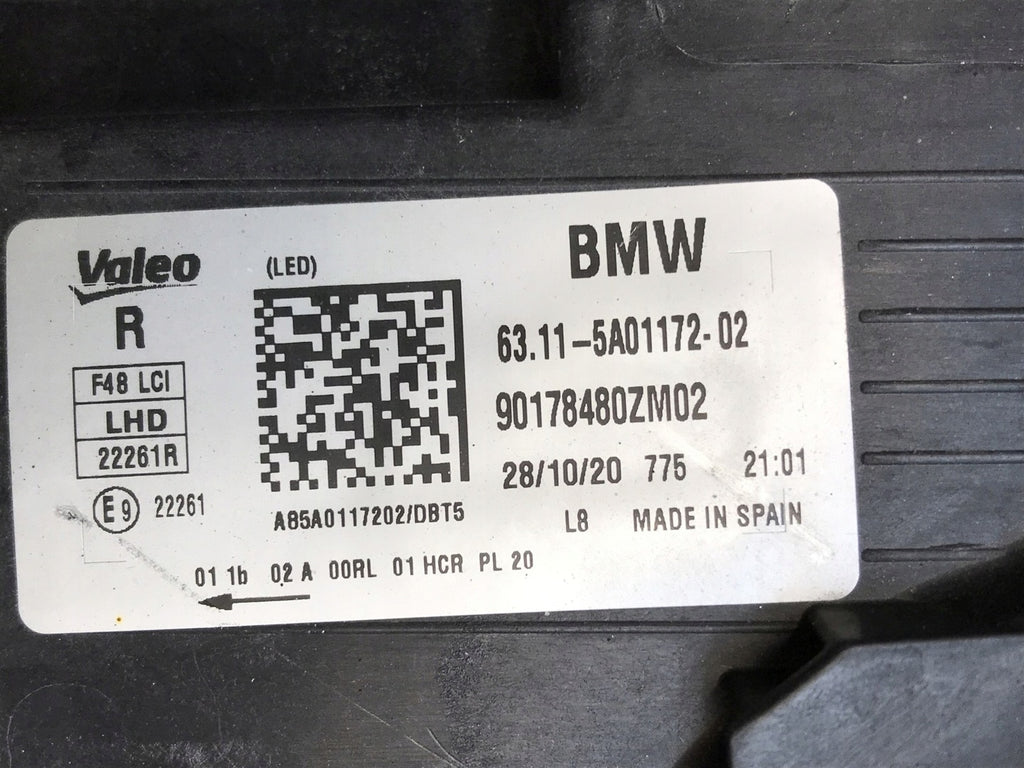 Valeo
(LED)
BMW
R
63.11-5A01172-02
F48 LCI
LHD
90178480ZM02
22261R
28/10/20 775 21:01
E9 22261
A85A0117202/DBT5
L8 MADE IN SPAIN
01 1b 02 A 00RL 01 HCR PL 20